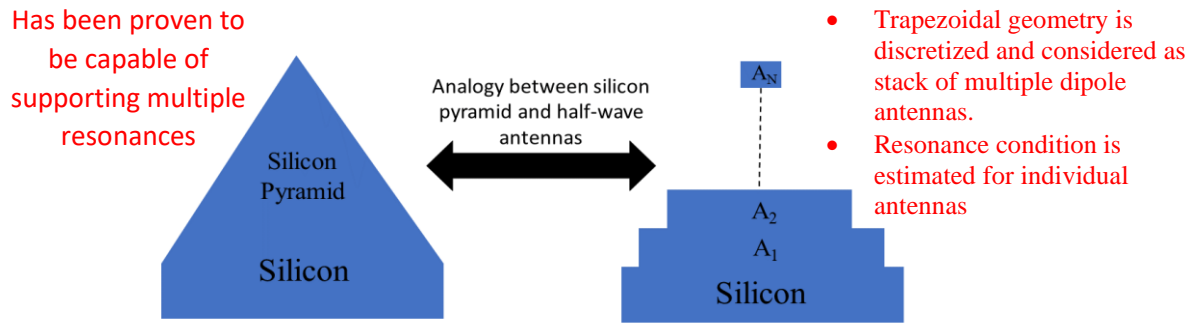 Has been proven to
be capable of
supporting multiple
resonances
Silicon
Pyramid
Silicon
Analogy between silicon
pyramid and half-wave
antennas
A_N
A_2
A_1
Silicon
• Trapezoidal geometry is
discretized and considered as
stack of multiple dipole
antennas.
• Resonance condition is
estimated for individual
antennas